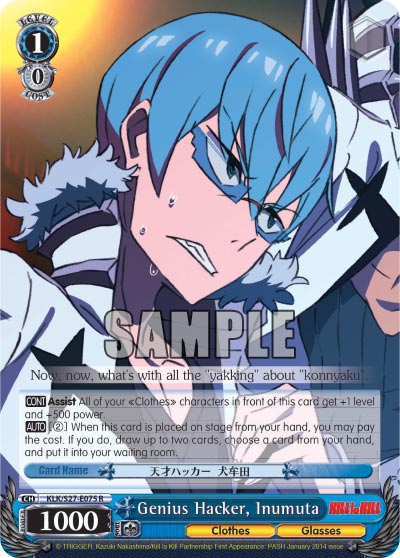 LEVEL
1
0
COST
SAMPLE
Now, now, what's with all the "yakking" about "konnyaku".
CONT Assist All of your «Clothes» characters in front of this card get +1 level
and +500 power.
AUTO [②] When this card is placed on stage from your hand, you may pay
the cost. If you do, draw up to two cards, choose a card from your hand,
and put it into your waiting room.
Card Name 天才ハッカー 犬牟田
CH KLK/S27-E075 R
Genius Hacker, Inumuta KILL la KILL
POWER 1000 SOUL Clothes Glasses
© TRIGGER, Kazuki Nakashima/Kill la Kill Partnership First Appearance: PASH January 2014 issue